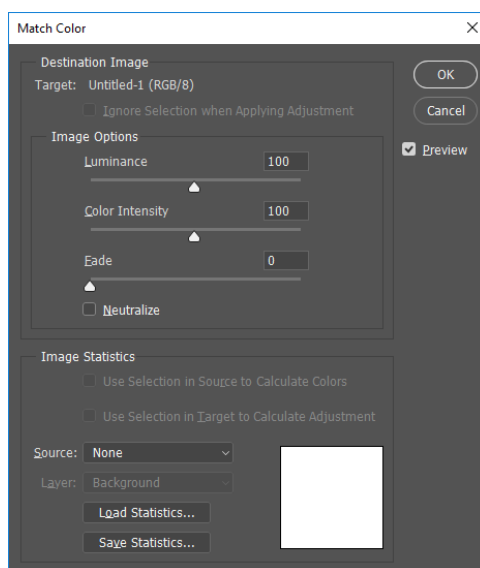 Match Color
Destination Image
Target: Untitled-1 (RGB/8)
Ignore Selection when Applying Adjustment
Image Options
Luminance 100
Color Intensity 100
Fade 0
Neutralize
OK
Cancel
Preview
Image Statistics
Use Selection in Source to Calculate Colors
Use Selection in Target to Calculate Adjustment
Source: None
Layer: Background
Load Statistics...
Save Statistics...